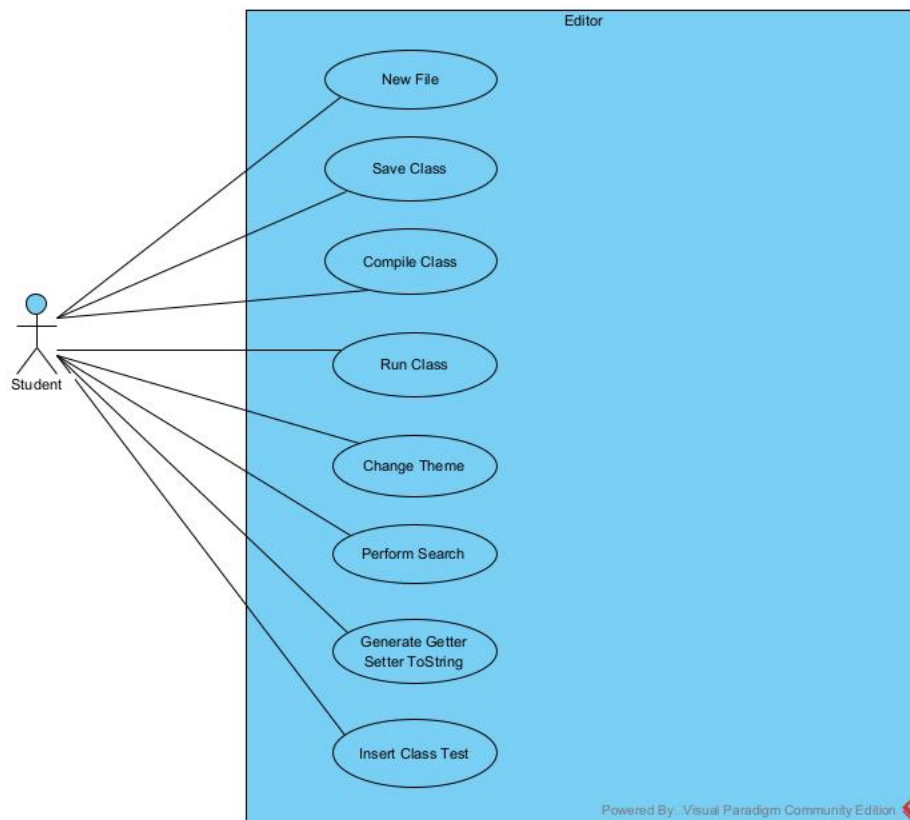 Editor
New File
Save Class
Compile Class
Run Class
Student
Change Theme
Perform Search
Generate Getter
Setter ToString
Insert Class Test
Powered By: Visual Paradigm Community Edition